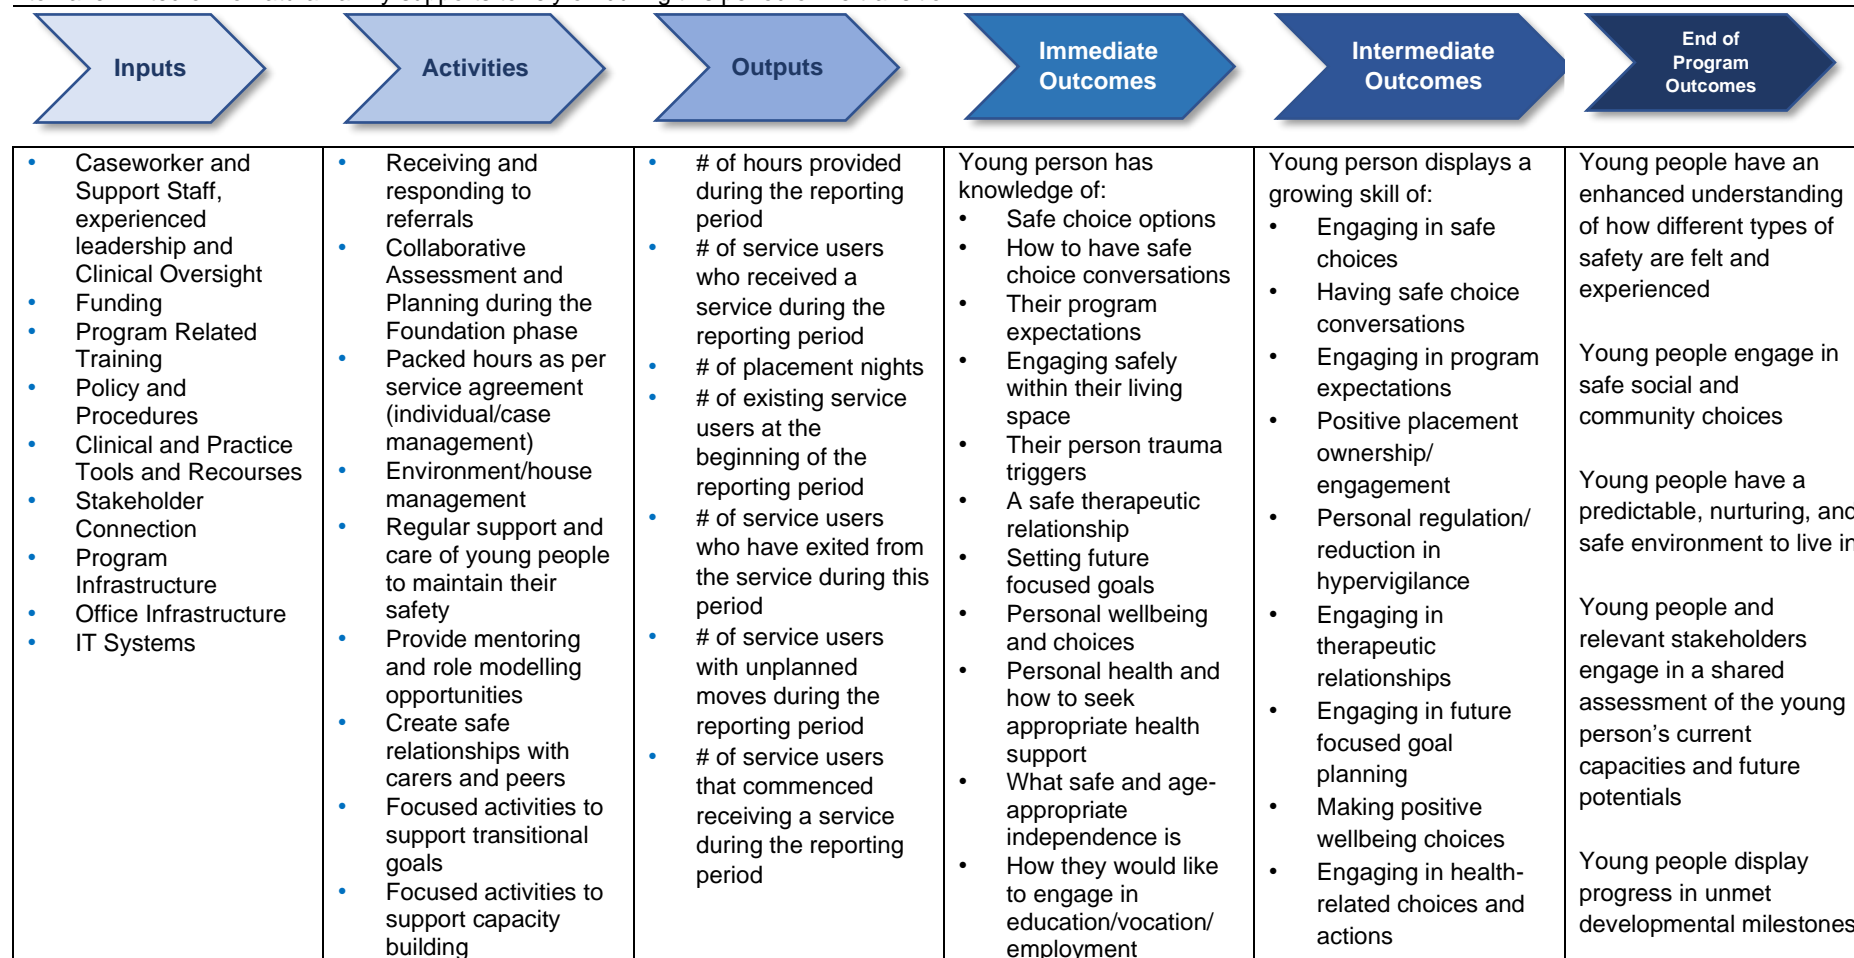 Inputs
Activities
Outputs
Immediate
Outcomes
Intermediate
Outcomes
End of
Program
Outcomes
• Caseworker and
Support Staff,
experienced
leadership and
Clinical Oversight
• Funding
• Program Related
Training
• Policy and
Procedures
• Clinical and Practice
Tools and Recourses
• Stakeholder
Connection
• Program
Infrastructure
• Office Infrastructure
• IT Systems
• Receiving and
responding to
referrals
• Collaborative
Assessment and
Planning during the
Foundation phase
• Packed hours as per
service agreement
(individual/case
management)
• Environment/house
management
• Regular support and
care of young people
to maintain their
safety
• Provide mentoring
and role modelling
opportunities
• Create safe
relationships with
carers and peers
• Focused activities to
support transitional
goals
• Focused activities to
support capacity
building
• # of hours provided
during the reporting
period
• # of service users
who received a
service during the
reporting period
• # of placement nights
• # of existing service
users at the
beginning of the
reporting period
• # of service users
who have exited from
the service during this
period
• # of service users
with unplanned
moves during the
reporting period
• # of service users
that commenced
receiving a service
during the reporting
period
Young person has
knowledge of:
• Safe choice options
• How to have safe
choice conversations
• Their program
expectations
• Engaging safely
within their living
space
• Their person trauma
triggers
• A safe therapeutic
relationship
• Setting future
focused goals
• Personal wellbeing
and choices
• Personal health and
how to seek
appropriate health
support
• What safe and age-
appropriate
independence is
• How they would like
to engage in
education/vocation/
employment
Young person displays a
growing skill of:
• Engaging in safe
choices
• Having safe choice
conversations
• Engaging in program
expectations
• Positive placement
ownership/
engagement
• Personal regulation/
reduction in
hypervigilance
• Engaging in
therapeutic
relationships
• Engaging in future
focused goal
planning
• Making positive
wellbeing choices
• Engaging in health-
related choices and
actions
Young people have an
enhanced understanding
of how different types of
safety are felt and
experienced
Young people engage in
safe social and
community choices
Young people have a
predictable, nurturing, and
safe environment to live in
Young people and
relevant stakeholders
engage in a shared
assessment of the young
person's current
capacities and future
potentials
Young people display
progress in unmet
developmental milestones